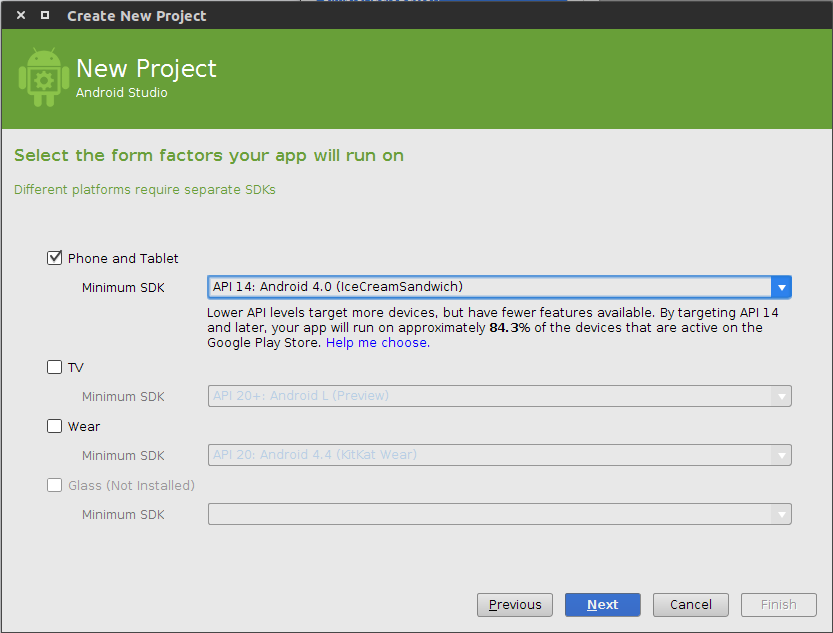 Create New Project
New Project
Android Studio
Select the form factors your app will run on
Different platforms require separate SDKs
Phone and Tablet
Minimum SDK
API 14: Android 4.0 (IceCreamSandwich)
Lower API levels target more devices, but have fewer features available. By targeting API 14
and later, your app will run on approximately 84.3% of the devices that are active on the
Google Play Store. Help me choose.
TV
Minimum SDK
API 20+: Android L (Preview)
Wear
Minimum SDK
API 20: Android 4.4 (KitKat Wear)
Glass (Not Installed)
Minimum SDK
Previous
Next
Cancel
Finish